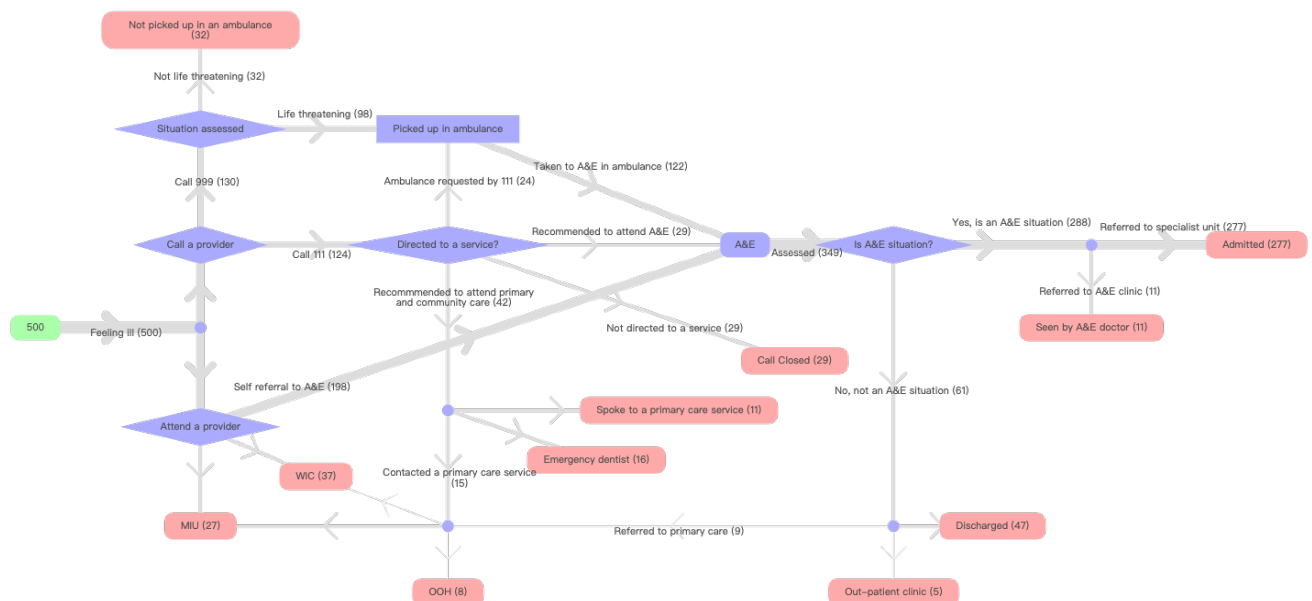 Not picked up in an ambulance
(32)
Not life threatening (32)
Life threatening (98)
Situation assessed
Picked up in ambulance
Taken to A&E in ambulance (122)
Call 999 (130)
Ambulance requested by 111 (24)
Yes, is an A&E situation (288)
Referred to specialist unit (277)
Recommended to attend A&E (29)
Call a provider
Directed to a service?
A&E
Is A&E situation?
Admitted (277)
Call 111 (124)
Assessed (349)
Recommmended to attend primary
and community care (42)
Referred to A&E clinic (11)
500
Feeling ill (500)
Not directed to a service (29)
Seen by A&E doctor (11)
Call Closed (29)
Self referral to A&E (198)
No, not an A&E situation (61)
Spoke to a primary care service (11)
Attend a provider
Emergency dentist (16)
WIC (37)
Contacted a primary care service
(15)
MIU (27)
Referred to primary care (9)
Discharged (47)
OOH (8)
Out-patient clinic (5)